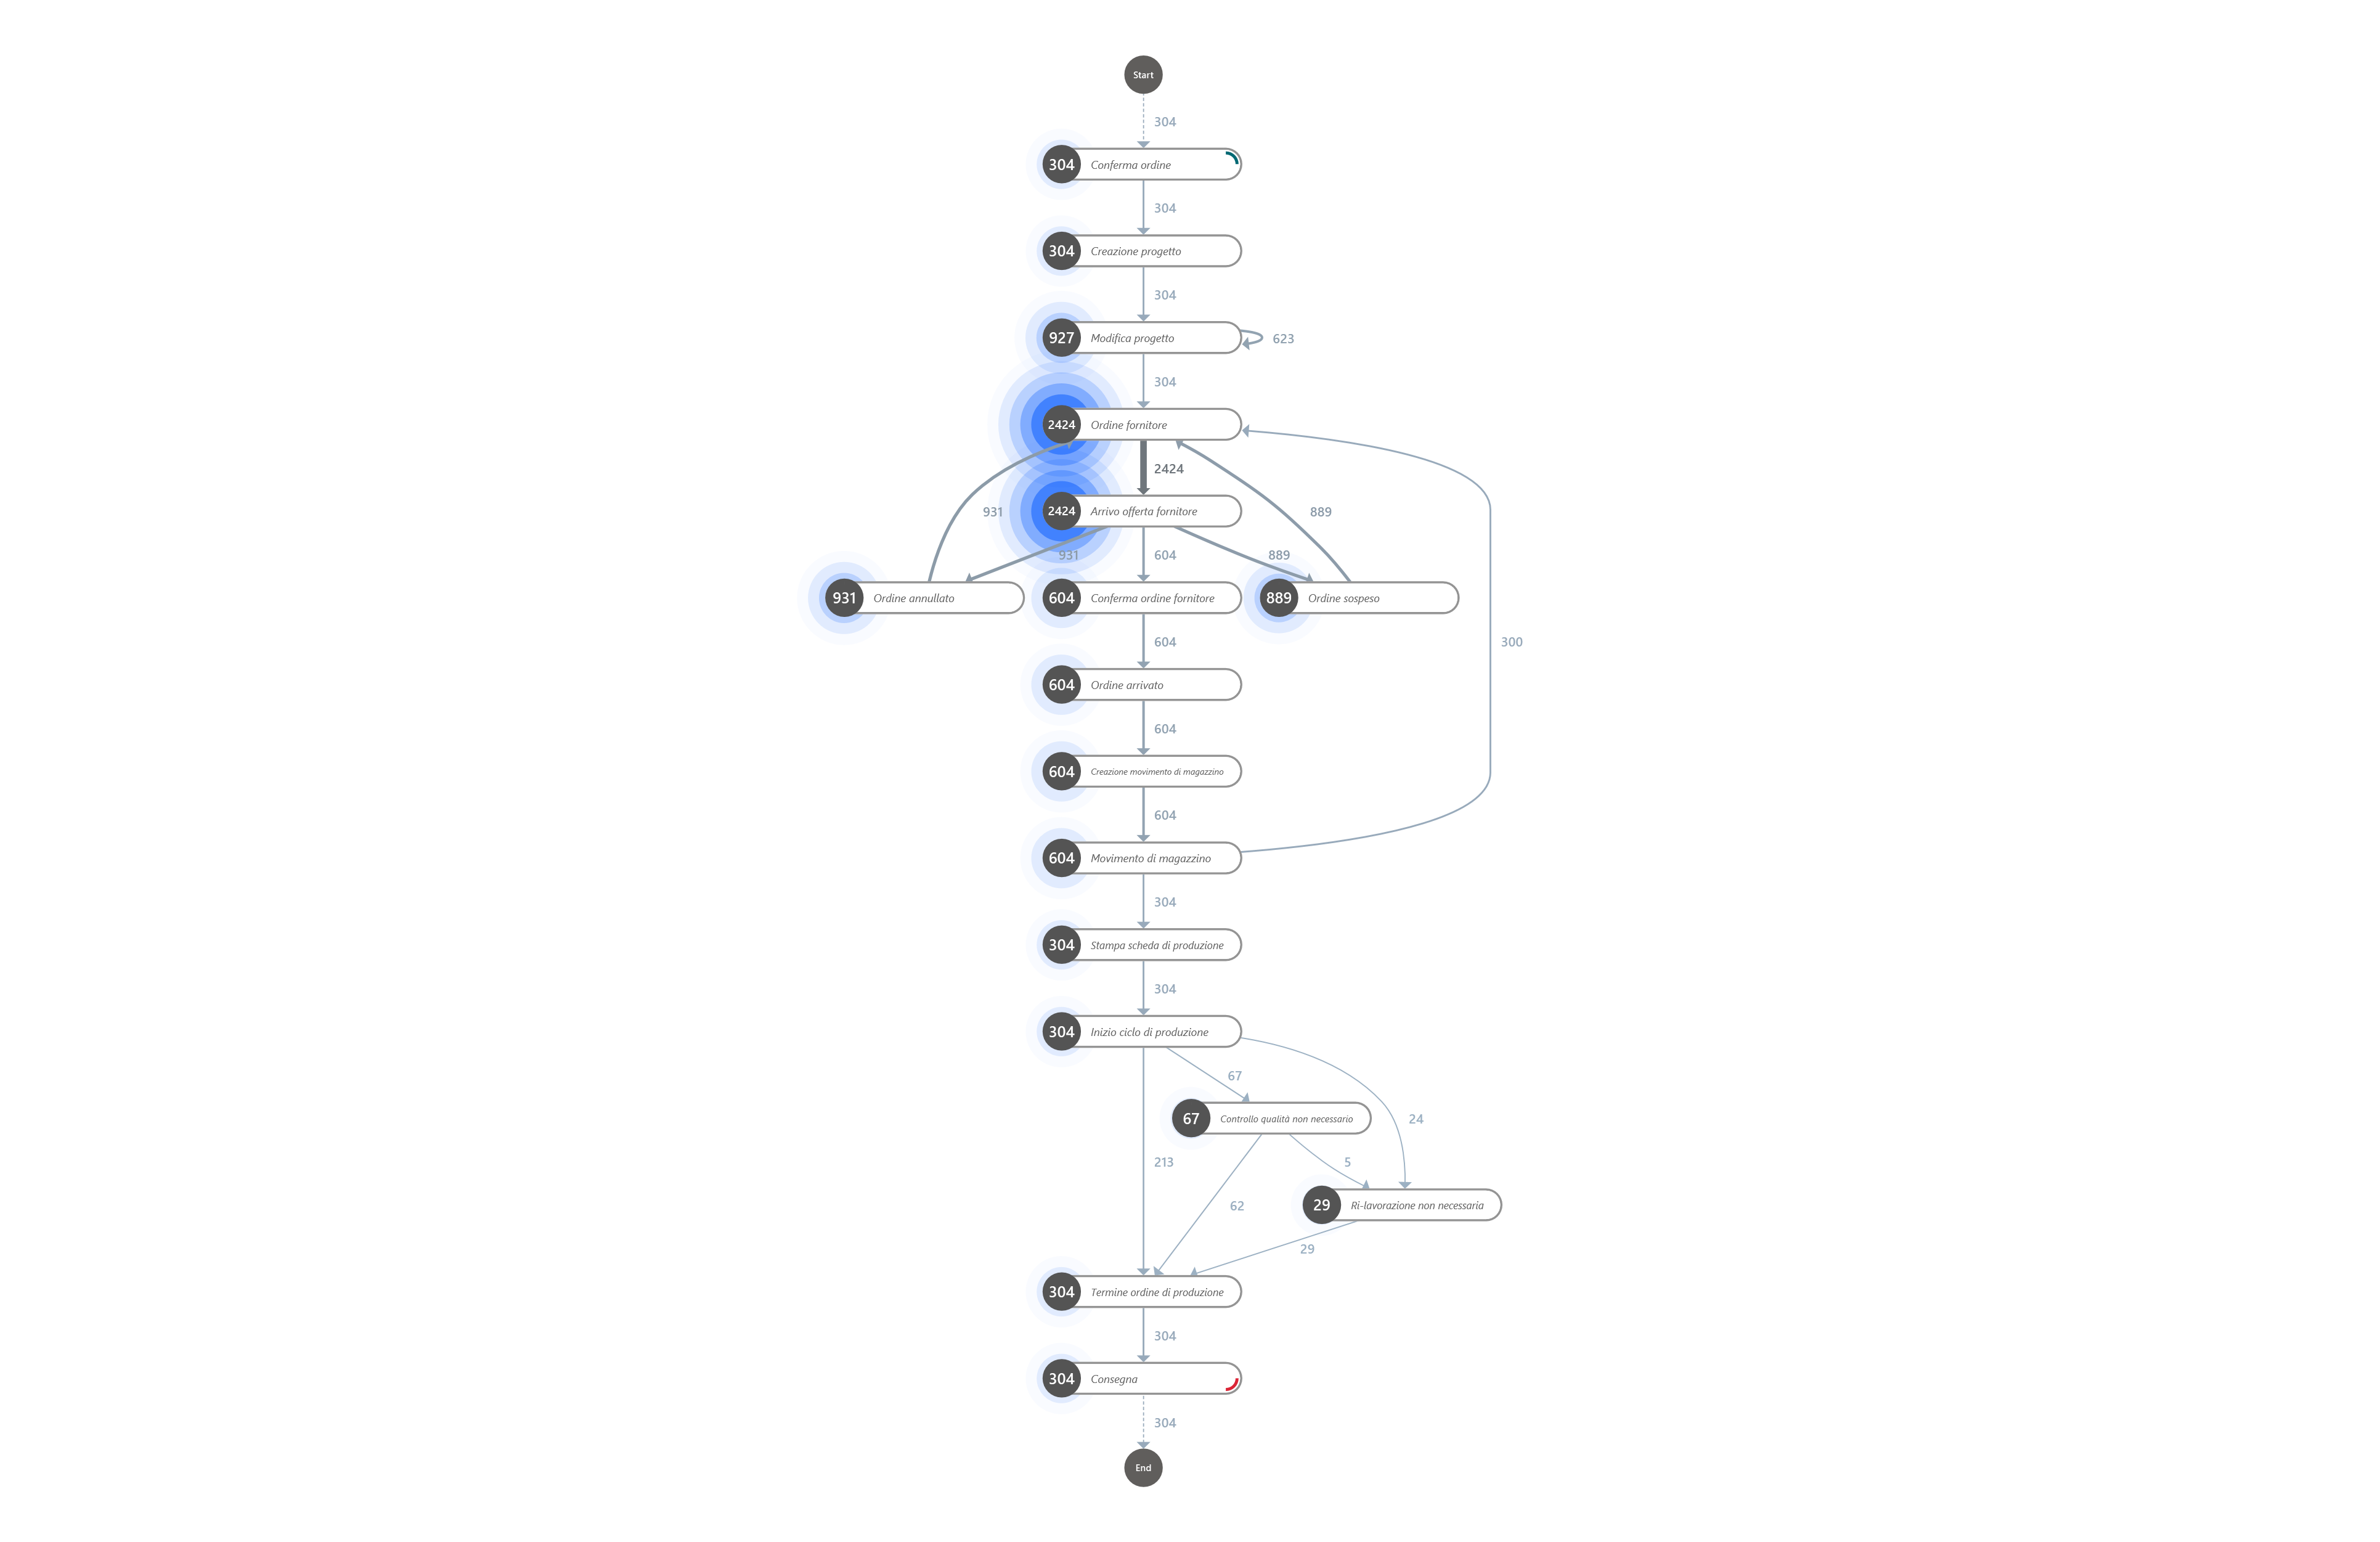 Start
304
304 Conferma ordine
304
304 Creazione progetto
304
927 Modifica progetto
623
304
2424 Ordine fornitore
2424
2424 Arrivo offerta fornitore
931
889
931
604
889
931 Ordine annullato
604 Conferma ordine fornitore
889 Ordine sospeso
604
300
604 Ordine arrivato
604
604 Creazione movimento di magazzino
604
604 Movimento di magazzino
304
304 Stampa scheda di produzione
304
304 Inizio ciclo di produzione
67
67 Controllo qualità non necessario
24
213
5
62
29 Ri-lavorazione non necessaria
29
304 Termine ordine di produzione
304
304 Consegna
304
End